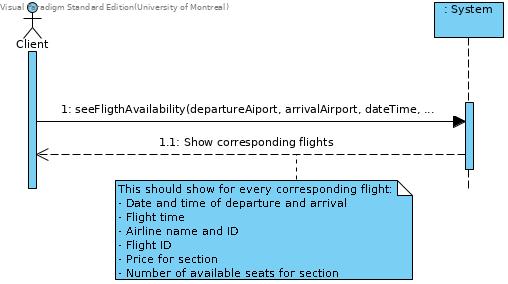 Visual Paradigm Standard Edition(University of Montreal)
: System
Client
1: seeFligthAvailability(departureAiport, arrivalAirport, dateTime, ...
1.1: Show corresponding flights
This should show for every corresponding flight:
- Date and time of departure and arrival
- Flight time
- Airline name and ID
- Flight ID
- Price for section
- Number of available seats for section